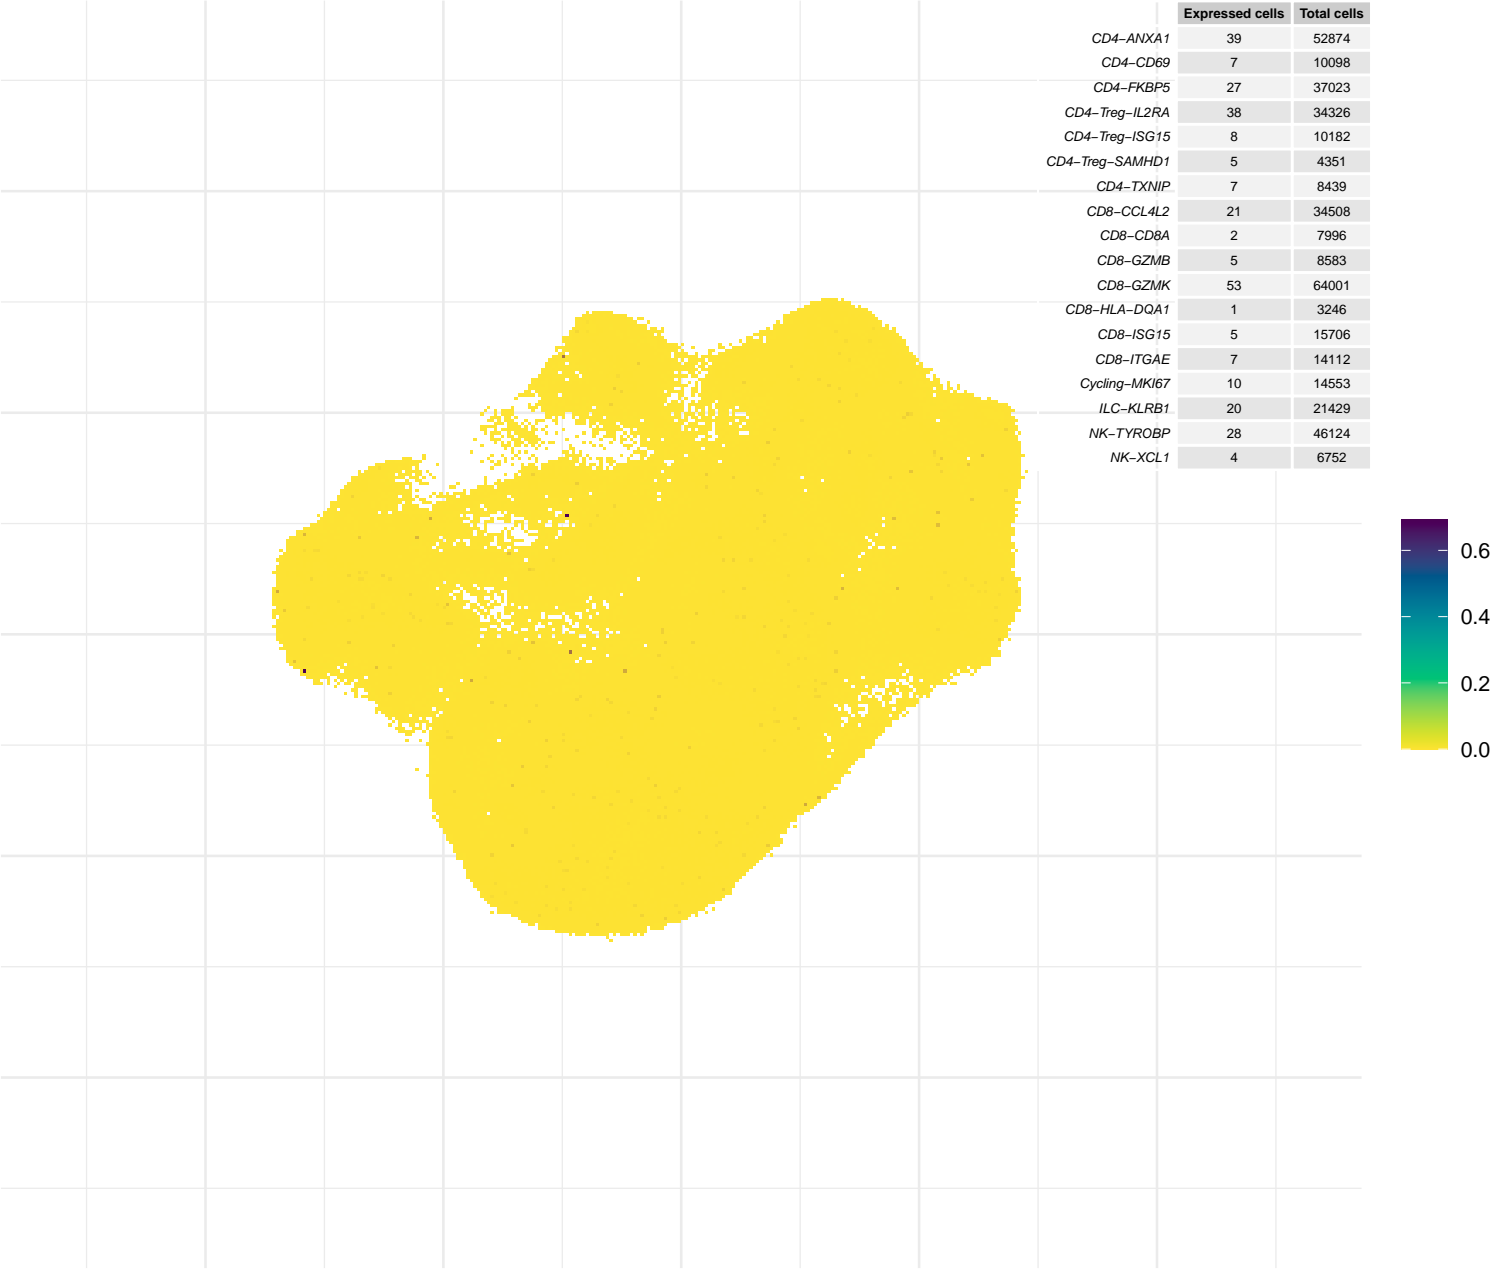 Expressed cells Total cells
CD4−ANXA1 39 52874
CD4−CD69 7 10098
CD4−FKBP5 27 37023
CD4−Treg−IL2RA 38 34326
CD4−Treg−ISG15 8 10182
CD4−Treg−SAMHD1 5 4351
CD4−TXNIP 7 8439
CD8−CCL4L2 21 34508
CD8−CD8A 2 7996
CD8−GZMB 5 8583
CD8−GZMK 53 64001
CD8−HLA−DQA1 1 3246
CD8−ISG15 5 15706
CD8−ITGAE 7 14112
Cycling−MKI67 10 14553
ILC−KLRB1 20 21429
NK−TYROBP 28 46124
NK−XCL1 4 6752
0.6
0.4
0.2
0.0